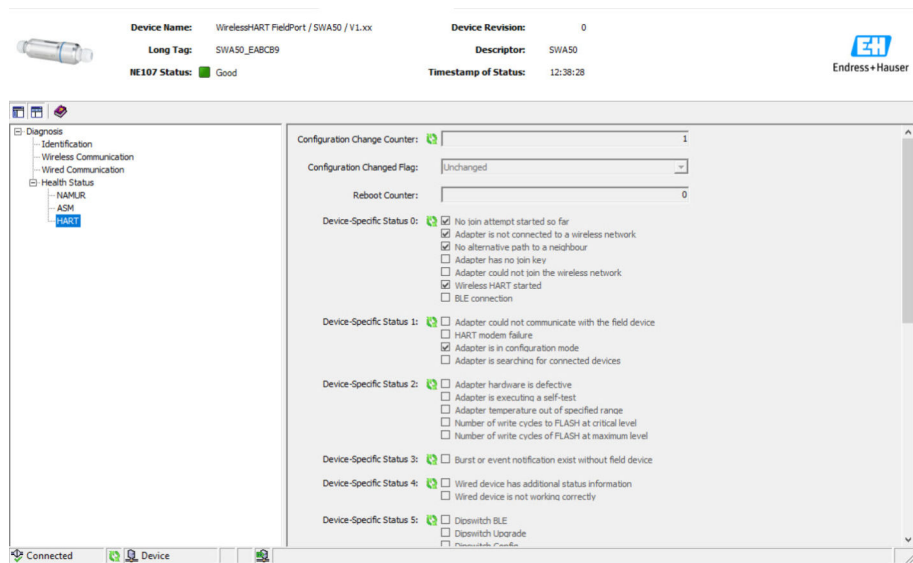 Device Name: WirelessHART FieldPort / SWA50 / V1.xx Device Revision: 0
Long Tag: SWA50_EABCB9 Descriptor: SWA50
NE107 Status: Good Timestamp of Status: 12:38:28
EH
Endress+Hauser
Diagnosis
Identification
Wireless Communication
Wired Communication
Health Status
NAMUR
ASM
HART
Configuration Change Counter: 1
Configuration Changed Flag: Unchanged
Reboot Counter: 0
Device-Specific Status 0: No join attempt started so far
Adapter is not connected to a wireless network
No alternative path to a neighbour
Adapter has no join key
Adapter could not join the wireless network
Wireless HART started
BLE connection
Device-Specific Status 1: Adapter could not communicate with the field device
HART modem failure
Adapter is in configuration mode
Adapter is searching for connected devices
Device-Specific Status 2: Adapter hardware is defective
Adapter is executing a self-test
Adapter temperature out of specified range
Number of write cycles to FLASH at critical level
Number of write cycles of FLASH at maximum level
Device-Specific Status 3: Burst or event notification exist without field device
Device-Specific Status 4: Wired device has additional status information
Wired device is not working correctly
Device-Specific Status 5: Dipswitch BLE
Dipswitch Upgrade
Dipswitch Config
Connected Device